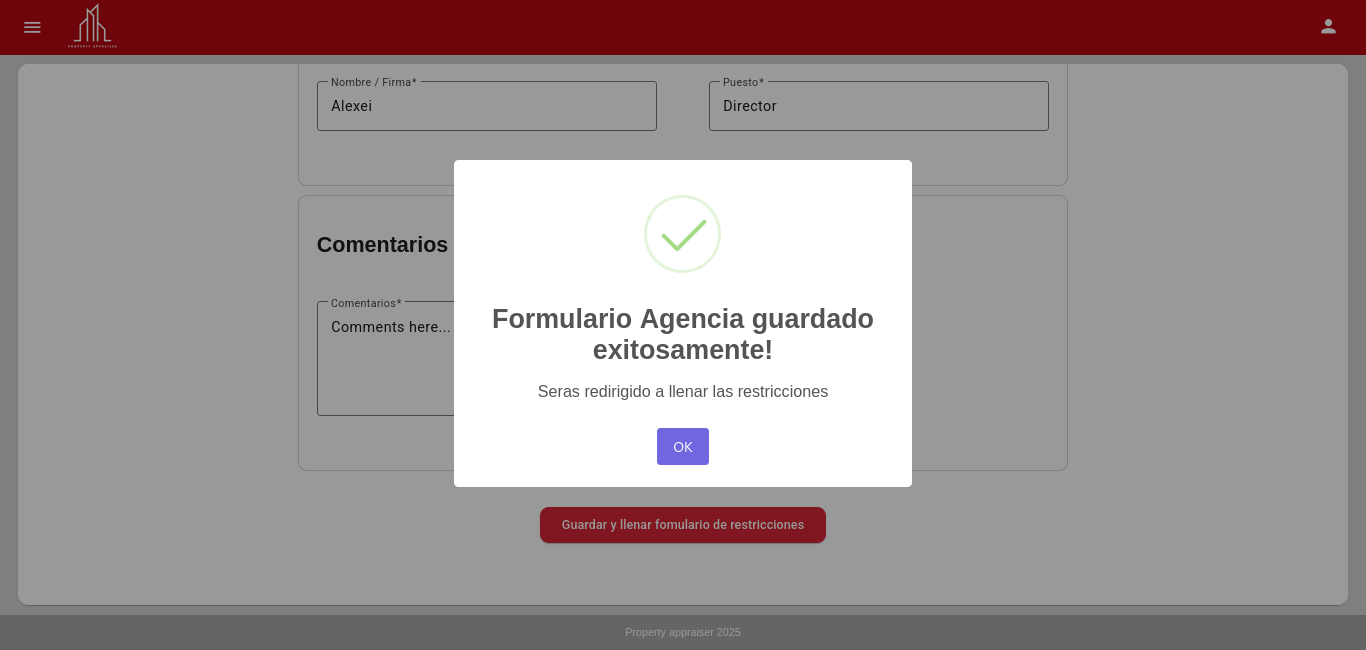 PROPERTY APPRAISER
Nombre / Firma*
Puesto*
Alexei
Director
Formulario Agencia guardado
exitosamente!
Seras redirigido a llenar las restricciones
OK
Comentarios
Comentarios*
Comments here...
Guardar y llenar fomulario de restricciones
Property appraiser 2025